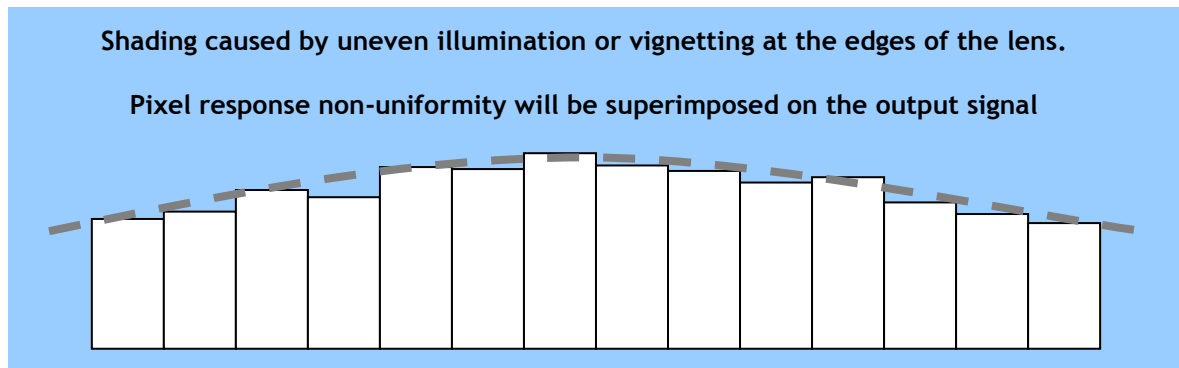 Shading caused by uneven illumination or vignetting at the edges of the lens.
Pixel response non-uniformity will be superimposed on the output signal